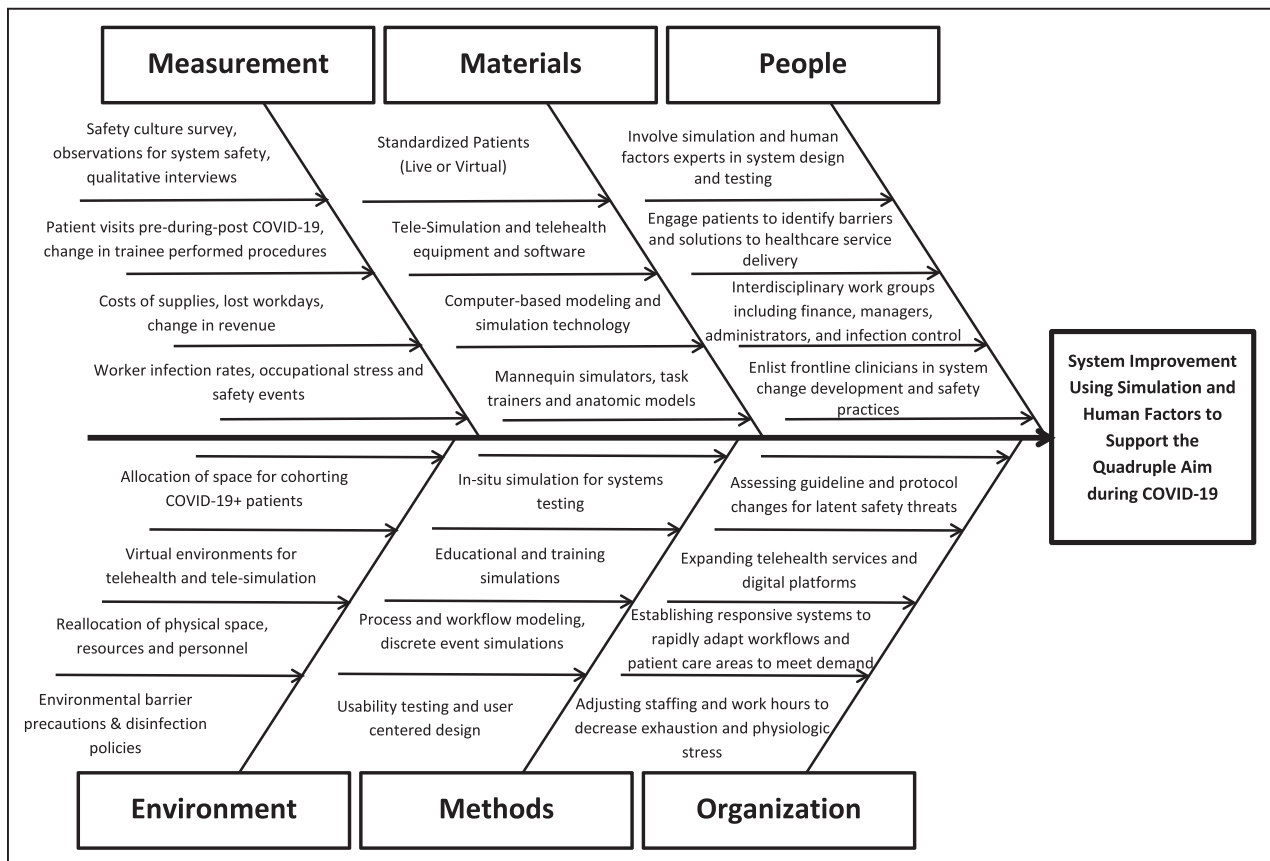 Measurement
Materials
People
Safety culture survey,
observations for system safety,
qualitative interviews
Patient visits pre-during-post COVID-19,
change in trainee performed procedures
Costs of supplies, lost workdays,
change in revenue
Worker infection rates, occupational stress and
safety events
Standardized Patients
(Live or Virtual)
Tele-Simulation and telehealth
equipment and software
Computer-based modeling and
simulation technology
Mannequin simulators, task
trainers and anatomic models
Involve simulation and human
factors experts in system design
and testing
Engage patients to identify barriers
and solutions to healthcare service
delivery
Interdisciplinary work groups
including finance, managers,
administrators, and infection control
Enlist frontline clinicians in system
change development and safety
practices
System Improvement
Using Simulation and
Human Factors to
Support the
Quadruple Aim
during COVID-19
Allocation of space for cohorting
COVID-19+ patients
Virtual environments for
telehealth and tele-simulation
Reallocation of physical space,
resources and personnel
Environmental barrier
precautions & disinfection
policies
In-situ simulation for systems
testing
Educational and training
simulations
Process and workflow modeling,
discrete event simulations
Usability testing and user
centered design
Assessing guideline and protocol
changes for latent safety threats
Expanding telehealth services and
digital platforms
Establishing responsive systems to
rapidly adapt workflows and
patient care areas to meet demand
Adjusting staffing and work hours to
decrease exhaustion and physiologic
stress
Environment
Methods
Organization